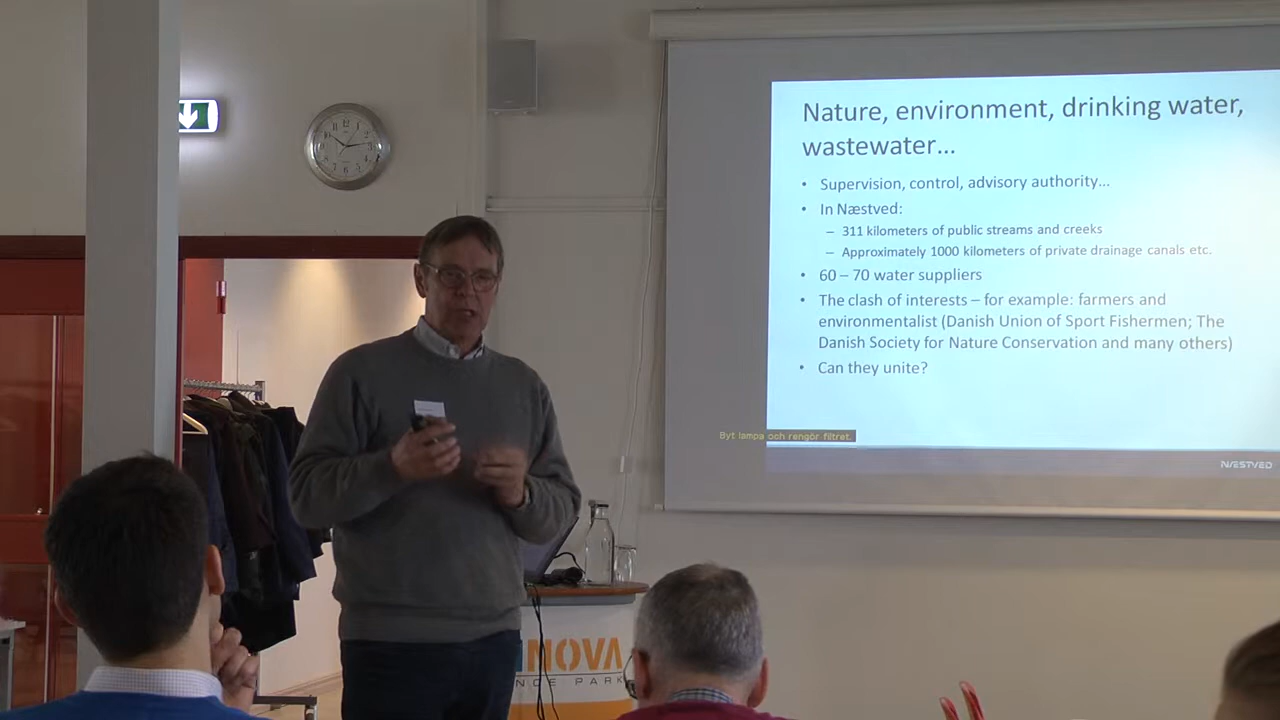 Nature, environment, drinking water,
wastewater...
• Supervision, control, advisory authority...
• In Næstved:
– 311 kilometers of public streams and creeks
– Approximately 1000 kilometers of private drainage canals etc.
• 60 – 70 water suppliers
• The clash of interests – for example: farmers and
environmentalist (Danish Union of Sport Fishermen; The
Danish Society for Nature Conservation and many others)
• Can they unite?
Byt lampa och rengör filtret.
NÆSTVED
NOVA
NCE PARK